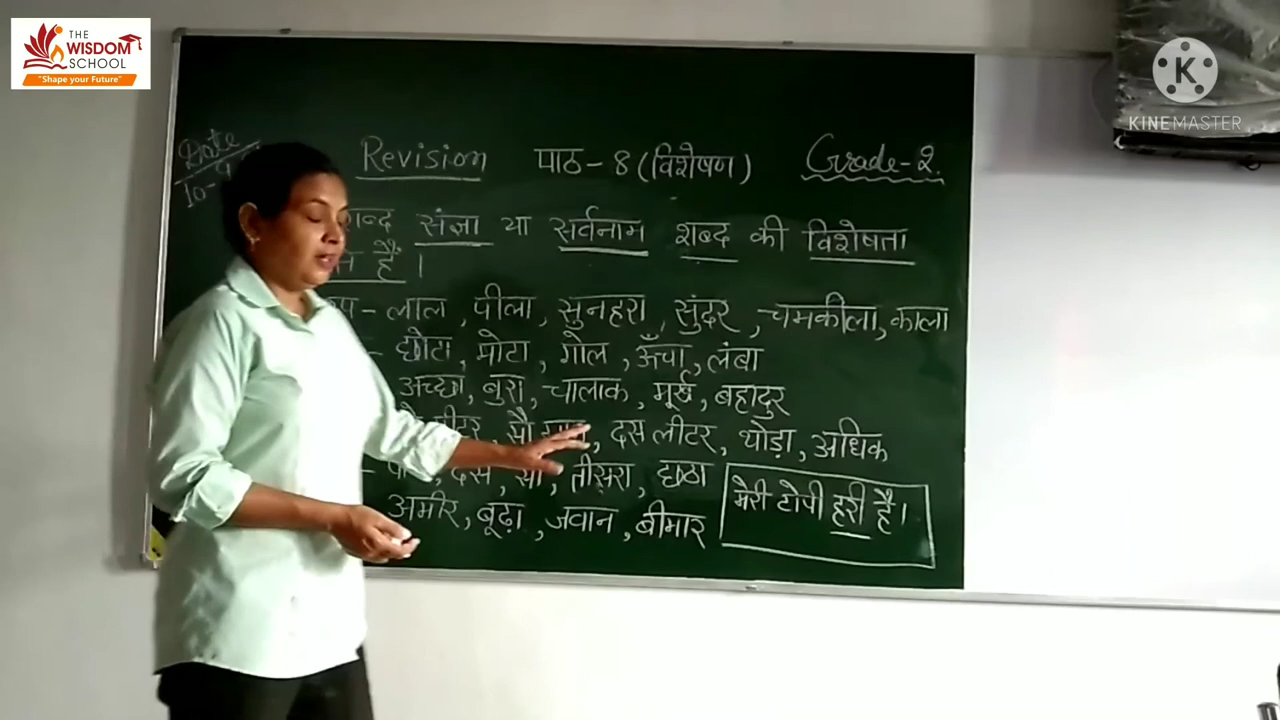 THE
WISDOM
SCHOOL
"Shape your Future"
KINEMASTER
Date
Revision पाठ-8 (विशेषण) Grade-2.
संज्ञा या सर्वनाम शब्द की विशेषता
हैं।
- लाल, पीला, सुनहरा, सुंदर, चमकीला, काला
- छोटा, मोटा, गोल, ऊँचा, लंबा
अच्छा, बुरा, चालाक, मूर्ख, बहादुर
सौ दस लीटर, थोड़ा, अधिक
- दस, सौ, तीसरा, छठा
अमीर, बूढ़ा, जवान, बीमार
मेरी टोपी हरी है।